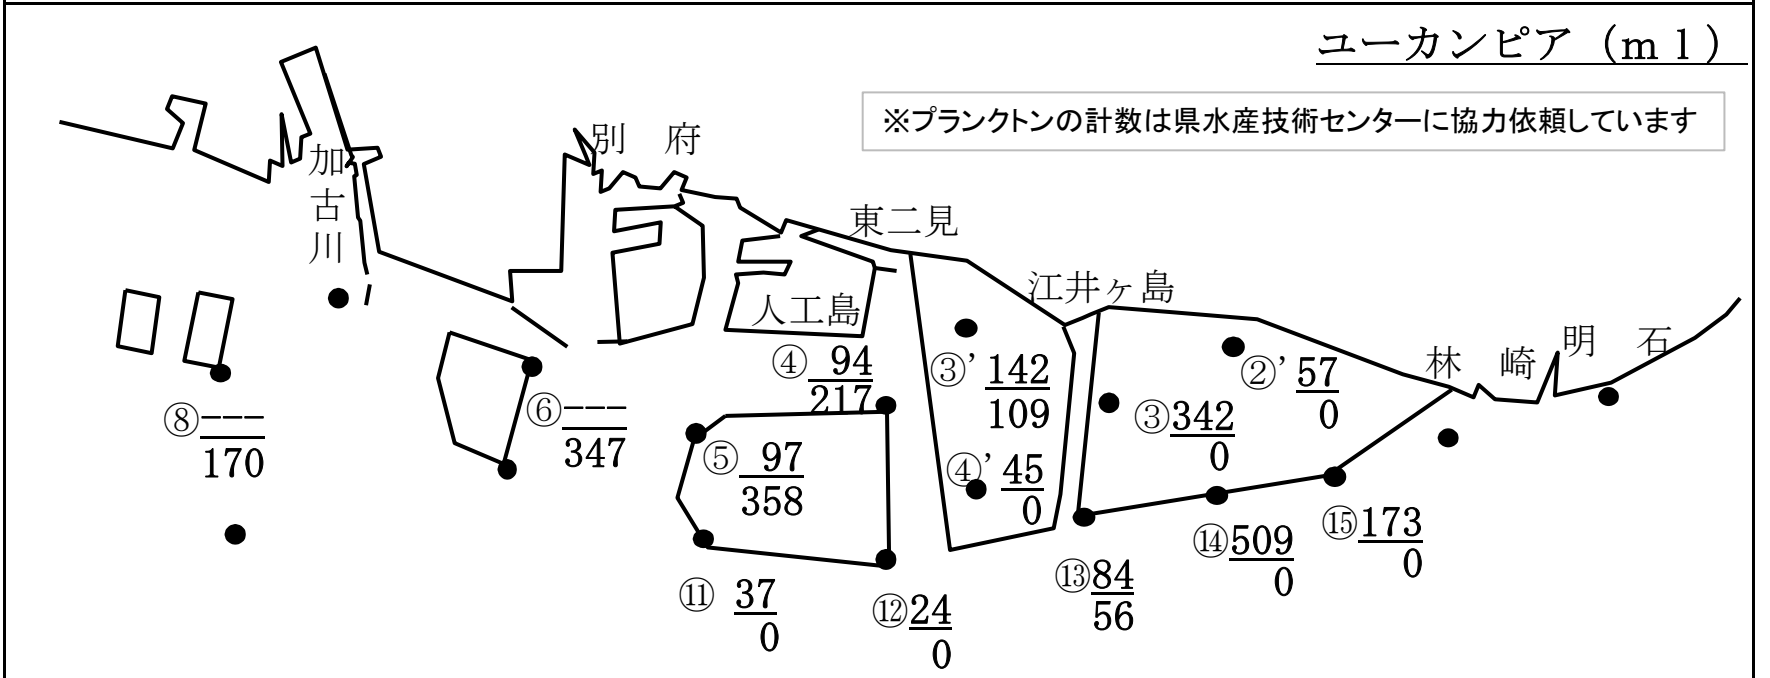 ユーカンピア（ｍｌ）
※プランクトンの計数は県水産技術センターに協力依頼しています
別　府
加古川
東二見
江井ヶ島
人工島
林　崎
明　石
④ 94
217
③’142
109
②’57
0
⑧---
170
⑥---
347
③342
0
⑤ 97
358
④’45
0
⑮173
0
⑭509
0
⑬84
56
⑪ 37
0
⑫24
0